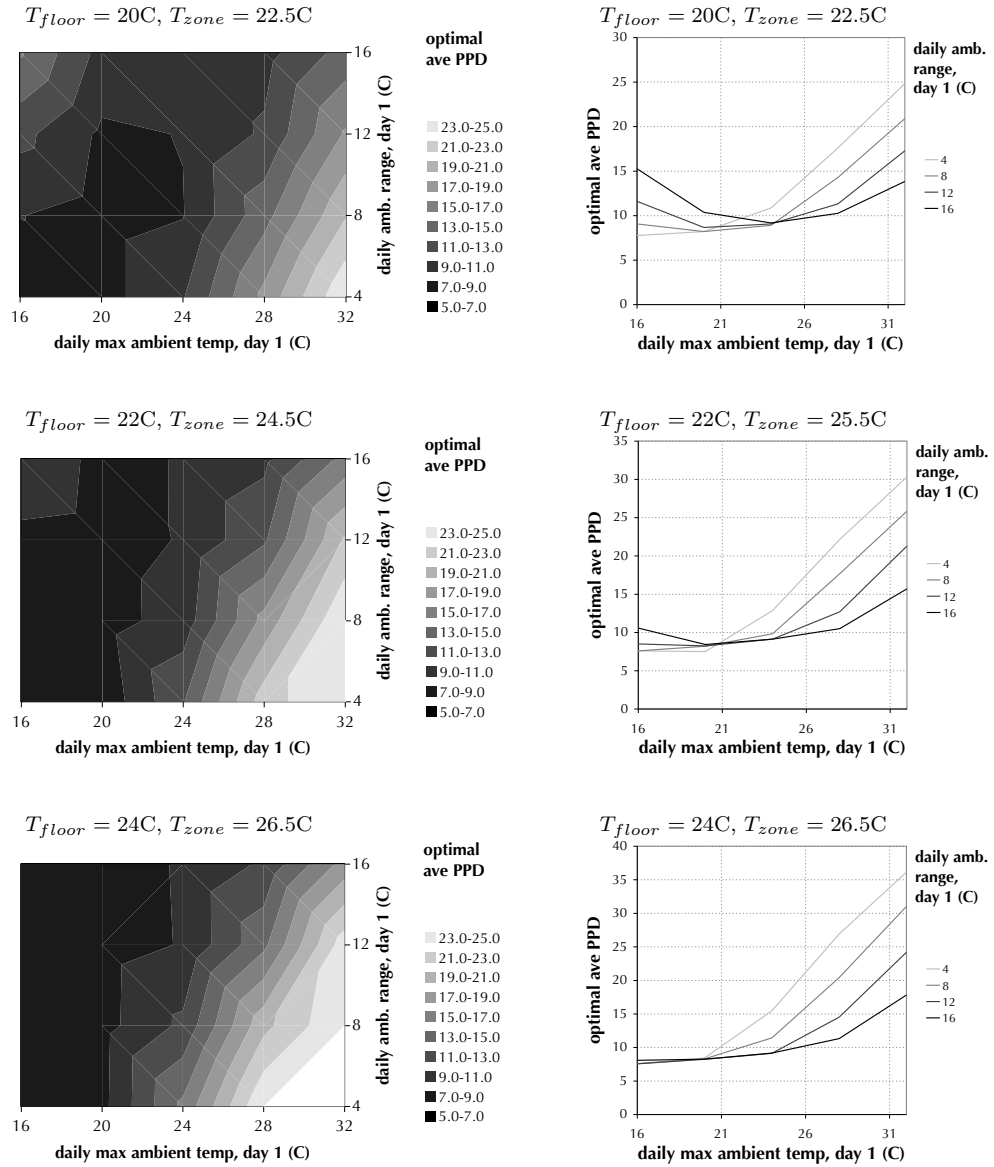 T_floor = 20C, T_zone = 22.5C
optimal
ave PPD
16
12
8
4
daily amb. range, day 1 (C)
23.0-25.0
21.0-23.0
19.0-21.0
17.0-19.0
15.0-17.0
13.0-15.0
11.0-13.0
9.0-11.0
7.0-9.0
5.0-7.0
16 20 24 28 32
daily max ambient temp, day 1 (C)
T_floor = 20C, T_zone = 22.5C
30
25
20
15
10
5
0
optimal ave PPD
daily amb.
range,
day 1 (C)
4
8
12
16
16 21 26 31
daily max ambient temp, day 1 (C)
T_floor = 22C, T_zone = 24.5C
optimal
ave PPD
16
12
8
4
daily amb. range, day 1 (C)
23.0-25.0
21.0-23.0
19.0-21.0
17.0-19.0
15.0-17.0
13.0-15.0
11.0-13.0
9.0-11.0
7.0-9.0
5.0-7.0
16 20 24 28 32
daily max ambient temp, day 1 (C)
T_floor = 22C, T_zone = 25.5C
35
30
25
20
15
10
5
0
optimal ave PPD
daily amb.
range,
day 1 (C)
4
8
12
16
16 21 26 31
daily max ambient temp, day 1 (C)
T_floor = 24C, T_zone = 26.5C
optimal
ave PPD
16
12
8
4
daily amb. range, day 1 (C)
23.0-25.0
21.0-23.0
19.0-21.0
17.0-19.0
15.0-17.0
13.0-15.0
11.0-13.0
9.0-11.0
7.0-9.0
5.0-7.0
16 20 24 28 32
daily max ambient temp, day 1 (C)
T_floor = 24C, T_zone = 26.5C
40
35
30
25
20
15
10
5
0
optimal ave PPD
daily amb.
range,
day 1 (C)
4
8
12
16
16 21 26 31
daily max ambient temp, day 1 (C)